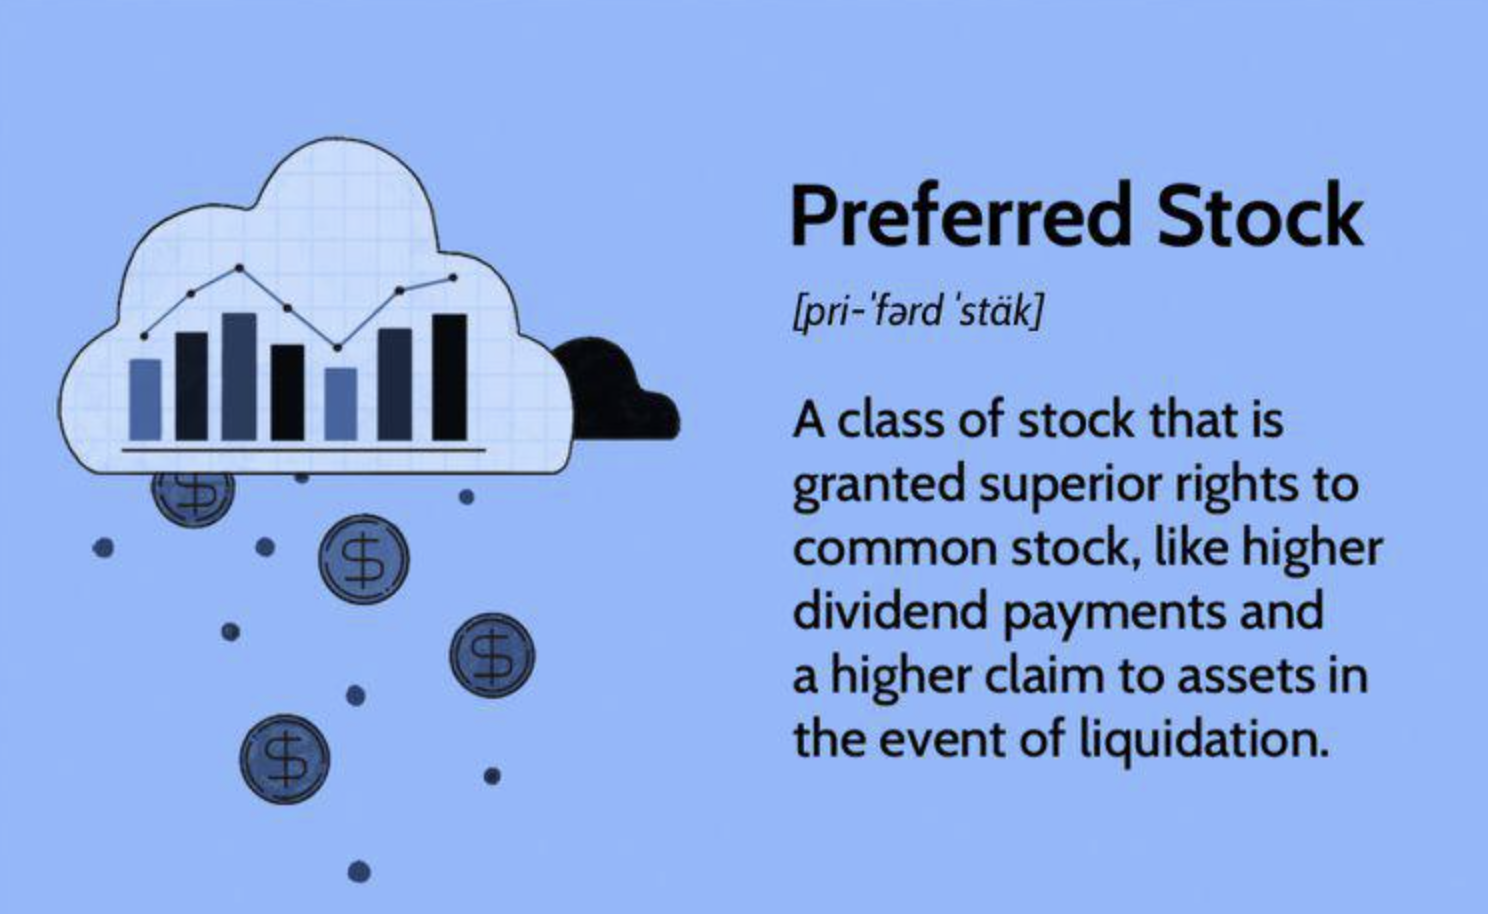 Preferred Stock
[pri-ˈfərd ˈstäk]
A class of stock that is
granted superior rights to
common stock, like higher
dividend payments and
a higher claim to assets in
the event of liquidation.
$
$
$
$